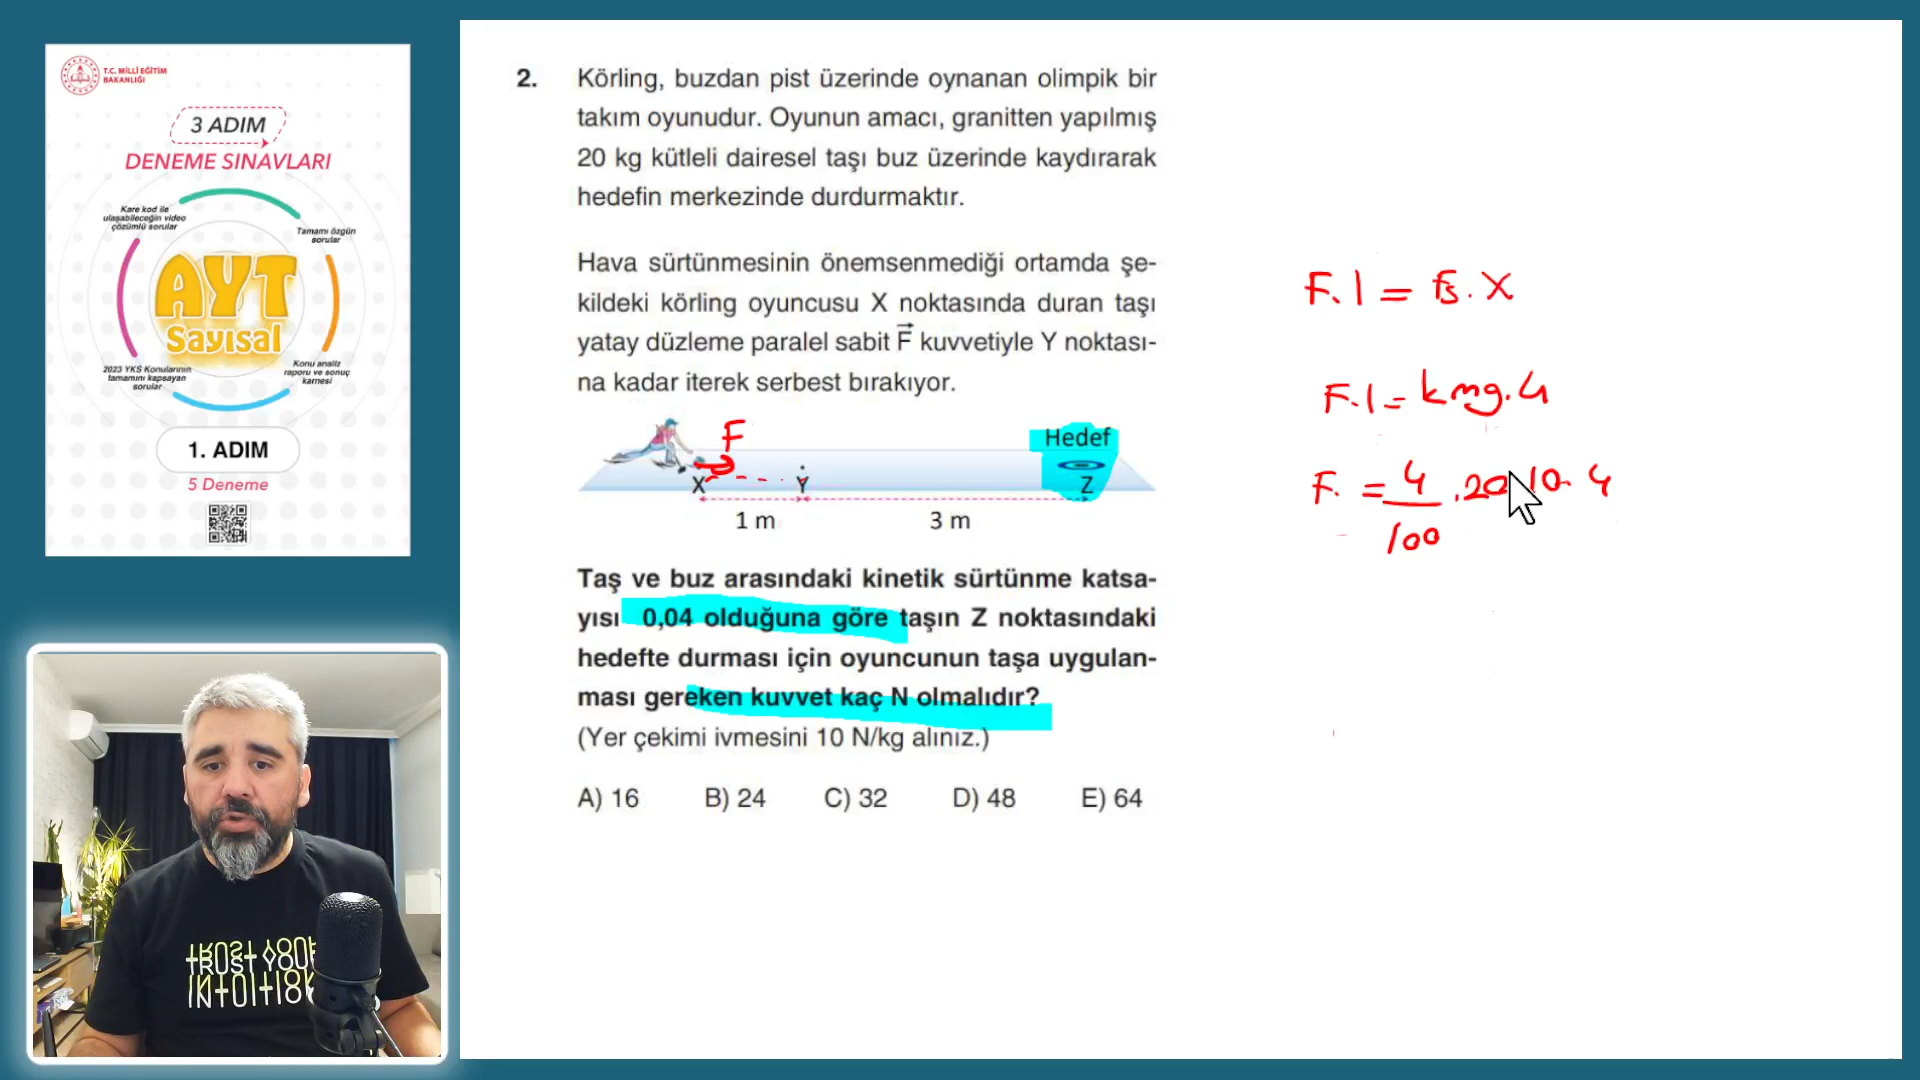 T.C. MİLLÎ EĞİTİM
BAKANLIĞI
3 ADIM
DENEME SINAVLARI
Kare kod ile
ulaşabileceğin video
çözümlü sorular
Tamamı özgün
sorular
AYT
Sayısal
2023 YKS Konularının
tamamını kapsayan
sorular
Konu analiz
raporu ve sonuç
karnesi
1. ADIM
5 Deneme
2. Körling, buzdan pist üzerinde oynanan olimpik bir
takım oyunudur. Oyunun amacı, granitten yapılmış
20 kg kütleli dairesel taşı buz üzerinde kaydırarak
hedefin merkezinde durdurmaktır.
Hava sürtünmesinin önemsenmediği ortamda şe-
kildeki körling oyuncusu X noktasında duran taşı
yatay düzleme paralel sabit F kuvvetiyle Y noktası-
na kadar iterek serbest bırakıyor.
F
Hedef
X Y Z
1 m 3 m
Taş ve buz arasındaki kinetik sürtünme katsa-
yısı 0,04 olduğuna göre taşın Z noktasındaki
hedefte durması için oyuncunun taşa uygulan-
ması gereken kuvvet kaç N olmalıdır?
(Yer çekimi ivmesini 10 N/kg alınız.)
A) 16 B) 24 C) 32 D) 48 E) 64
F.1 = fs.X
F.1 = kmg.4
F. = 4/100 .20.10.4
TRUST YOUR
INTUITION